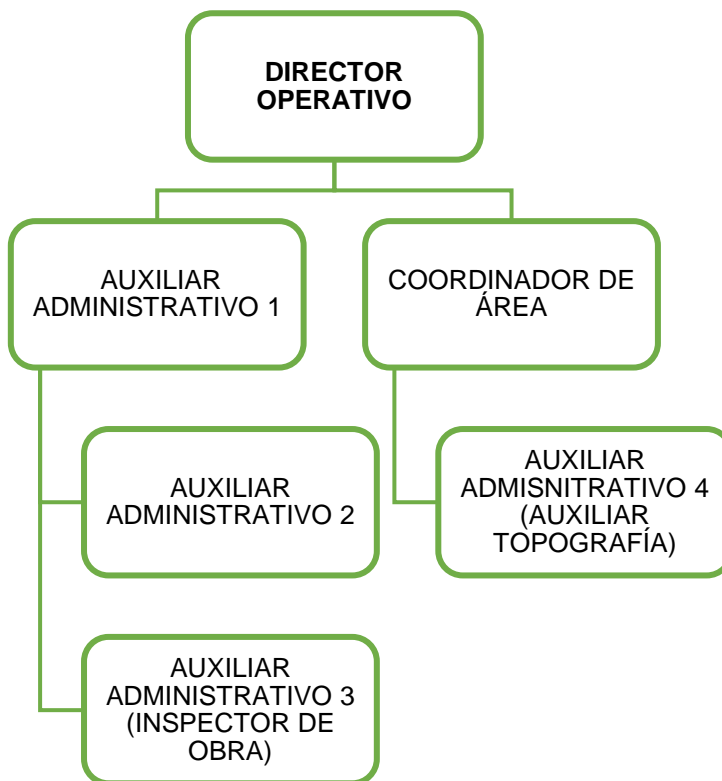 DIRECTOR
OPERATIVO
AUXILIAR
ADMINISTRATIVO 1
COORDINADOR DE
ÁREA
AUXILIAR
ADMINISTRATIVO 2
AUXILIAR
ADMISNITRATIVO 4
(AUXILIAR
TOPOGRAFÍA)
AUXILIAR
ADMINISTRATIVO 3
(INSPECTOR DE
OBRA)